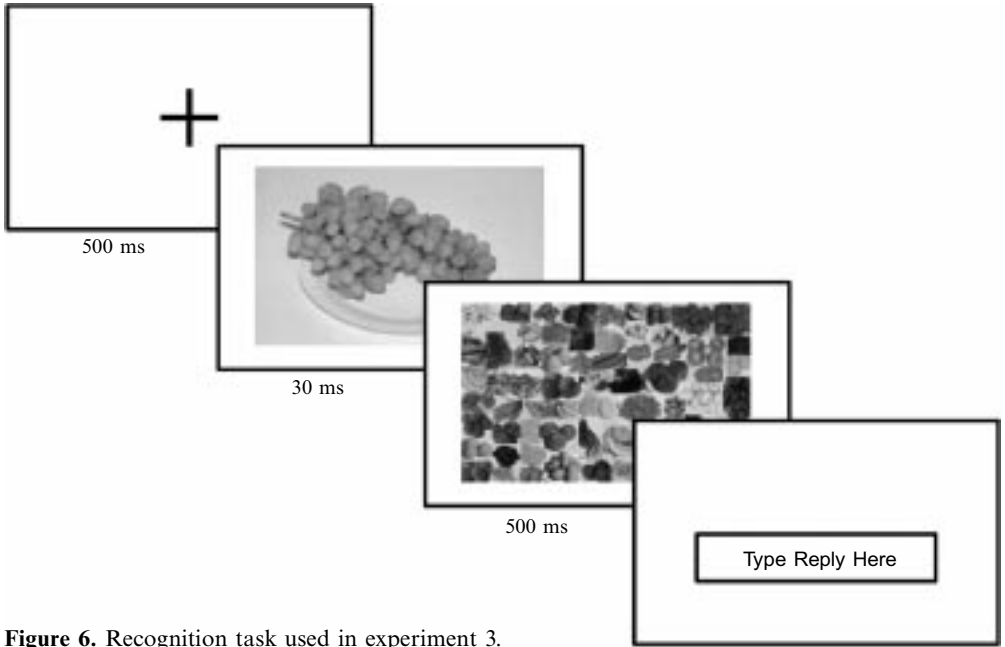 500 ms
30 ms
500 ms
Type Reply Here
Figure 6. Recognition task used in experiment 3.